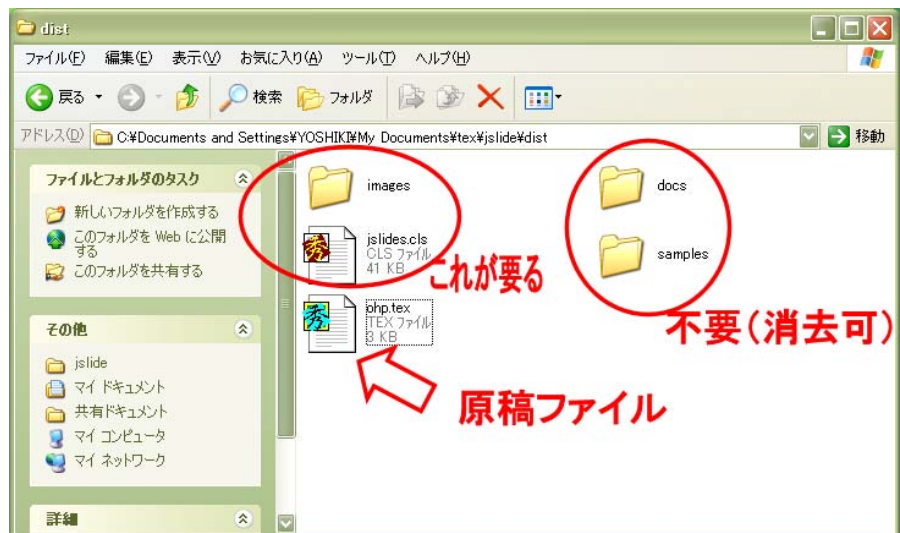 dist
ファイル(F) 編集(E) 表示(V) お気に入り(A) ツール(T) ヘルプ(H)
戻る 検索 フォルダ
アドレス(D) C:¥Documents and Settings¥YOSHIKI¥My Documents¥tex¥jslide¥dist 移動
ファイルとフォルダのタスク
新しいフォルダを作成する
このフォルダを Web に公開
する
このフォルダを共有する
その他
jslide
マイ ドキュメント
共有ドキュメント
マイ コンピュータ
マイ ネットワーク
詳細
images
秀
jslides.cls
CLS ファイル
41 KB
これが要る
秀
ohp.tex
TEX ファイル
3 KB
原稿ファイル
docs
samples
不要(消去可)